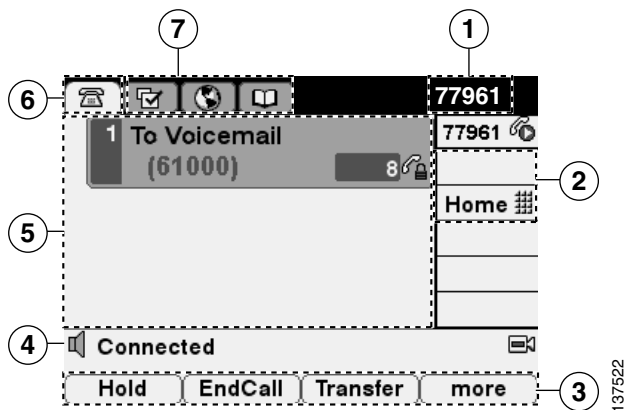 7
1
6
77961
1 To Voicemail
77961
(61000)
8
2
Home
5
4
Connected
Hold
EndCall
Transfer
more
3
137522